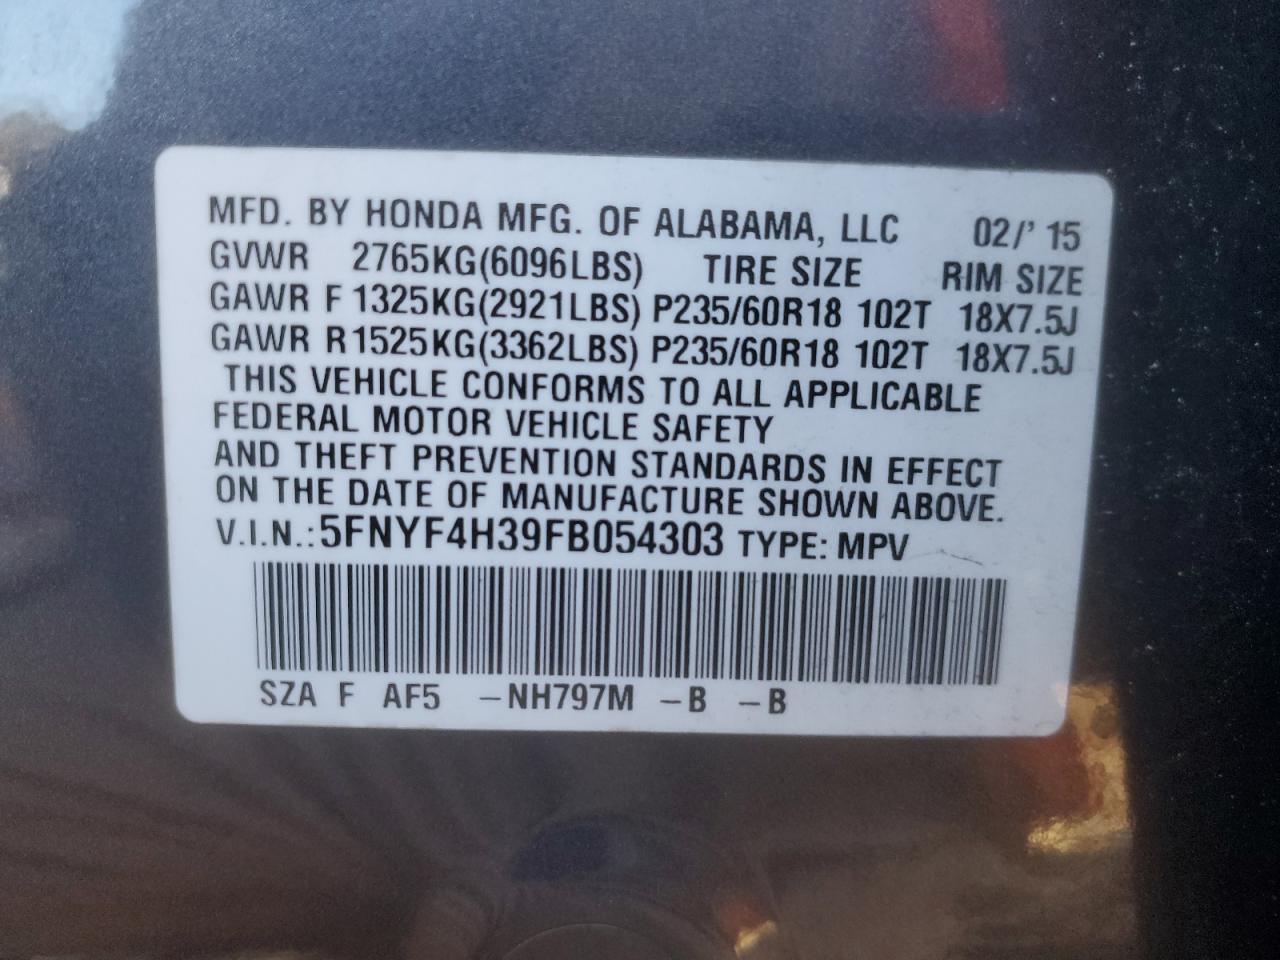 MFD. BY HONDA MFG. OF ALABAMA, LLC 02/' 15
GVWR 2765KG(6096LBS) TIRE SIZE RIM SIZE
GAWR F 1325KG(2921LBS) P235/60R18 102T 18X7.5J
GAWR R 1525KG(3362LBS) P235/60R18 102T 18X7.5J
THIS VEHICLE CONFORMS TO ALL APPLICABLE
FEDERAL MOTOR VEHICLE SAFETY
AND THEFT PREVENTION STANDARDS IN EFFECT
ON THE DATE OF MANUFACTURE SHOWN ABOVE.
V.I.N.: 5FNYF4H39FB054303 TYPE: MPV
SZA F AF5 -NH797M -B -B